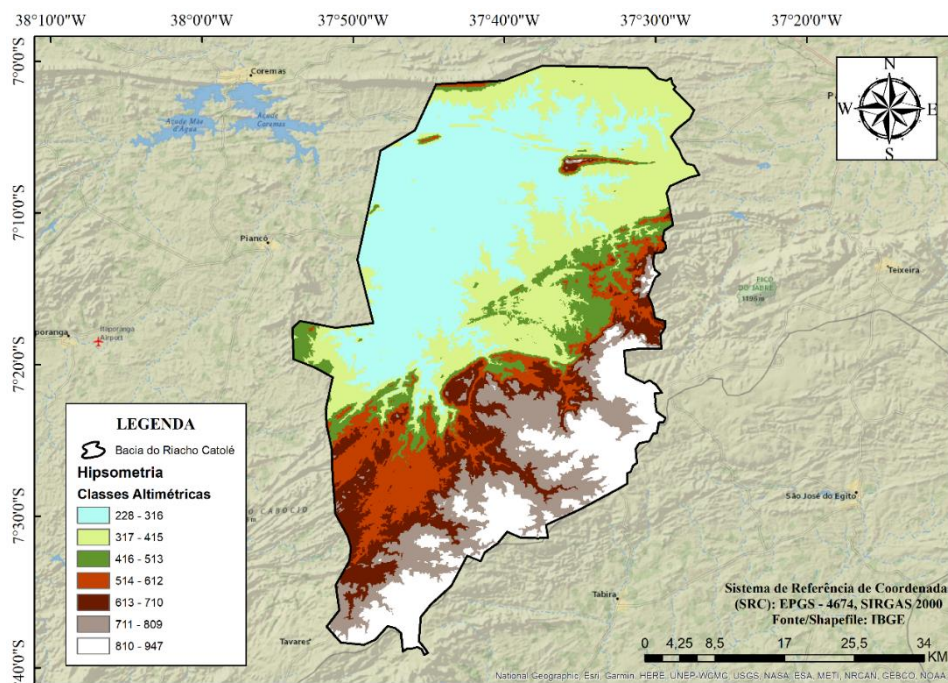 38°10'0"W 38°0'0"W 37°50'0"W 37°40'0"W 37°30'0"W 37°20'0"W
7°0'0"S
7°10'0"S
7°20'0"S
7°30'0"S
7°40'0"S
Coremas
Açude Mãe
d'Água
Açude
Coremas
Piancó
poranga
Itaporanga
Airport
N
W E
S
P
Teixeira
PICO
DO JABRE
São José do Egito
Tabira
Tavares
LEGENDA
Bacia do Riacho Catolé
Hipsometria
Classes Altimétricas
228 - 316
317 - 415
416 - 513
514 - 612
613 - 710
711 - 809
810 - 947
Sistema de Referência de Coordenada
(SRC): EPGS - 4674, SIRGAS 2000
Fonte/Shapefile: IBGE
0 4,25 8,5 17 25,5 34
KM
National Geographic, Esri, Garmin, HERE, UNEP-WCMC, USGS, NASA, ESA, METI, NRCAN, GEBCO, NOAA